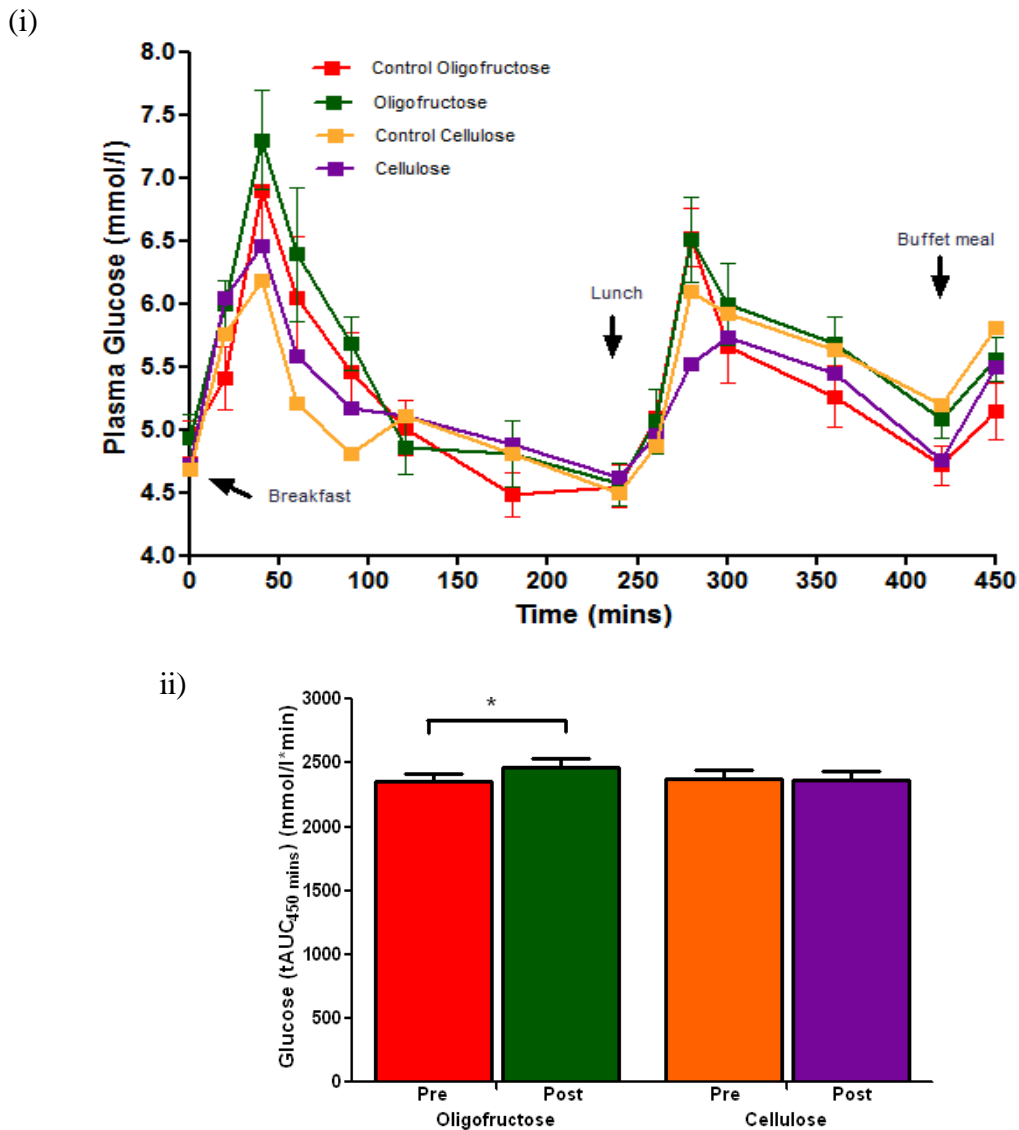 (i)
Plasma Glucose (mmol/l)
8.0
7.5
7.0
6.5
6.0
5.5
5.0
4.5
4.0
Control Oligofructose
Oligofructose
Control Cellulose
Cellulose
Breakfast
Lunch
Buffet meal
0 50 100 150 200 250 300 350 400 450
Time (mins)
ii)
Glucose (tAUC450 mins) (mmol/l*min)
3000
2500
2000
1500
1000
500
0
*
Pre Post Pre Post
Oligofructose Cellulose